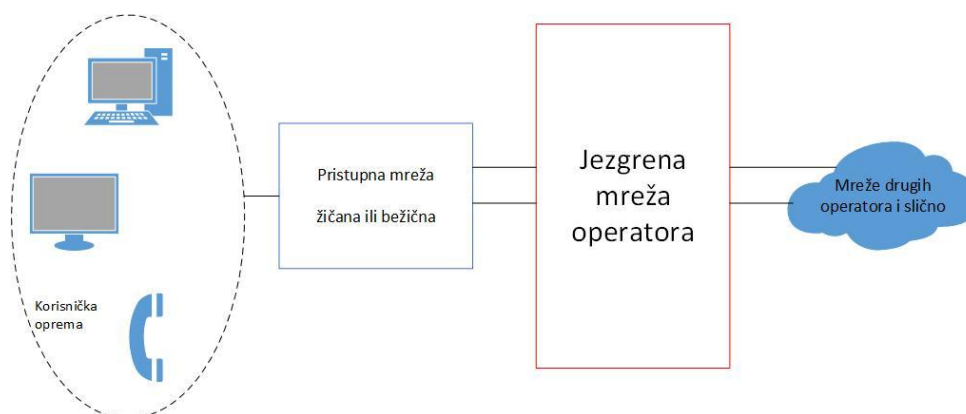 Korisnička
oprema
Pristupna mreža
žičana ili bežična
Jezgrena
mreža
operatora
Mreže drugih
operatora i slično